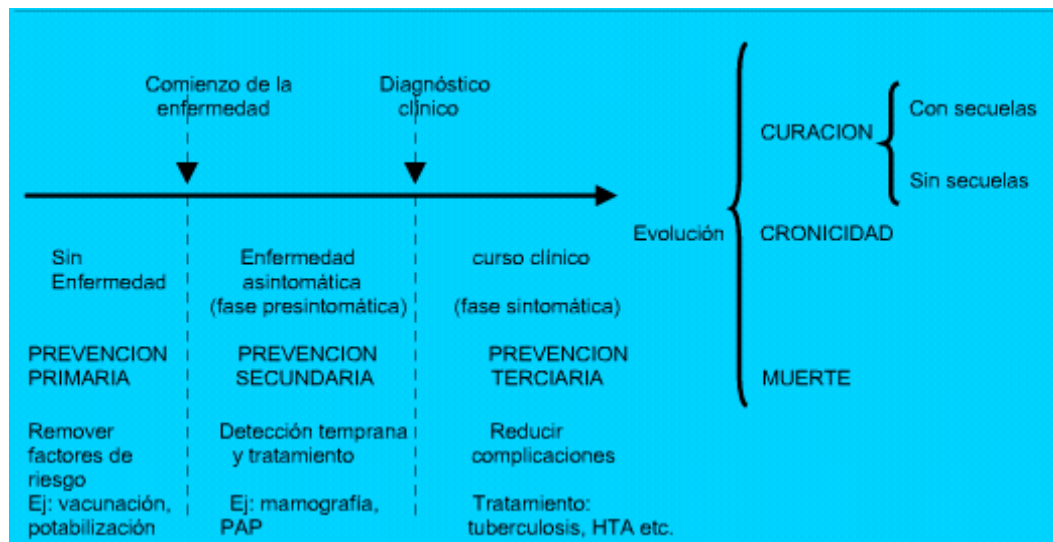 Comienzo de la
enfermedad
Diagnóstico
clínico
CURACION
Con secuelas
Sin secuelas
Evolución
CRONICIDAD
MUERTE
Sin
Enfermedad
Enfermedad
asintomática
(fase presintomática)
curso clínico
(fase sintomática)
PREVENCION
PRIMARIA
PREVENCION
SECUNDARIA
PREVENCION
TERCIARIA
Remover
factores de
riesgo
Ej: vacunación,
potabilización
Detección temprana
y tratamiento
Ej: mamografía,
PAP
Reducir
complicaciones
Tratamiento:
tuberculosis, HTA etc.